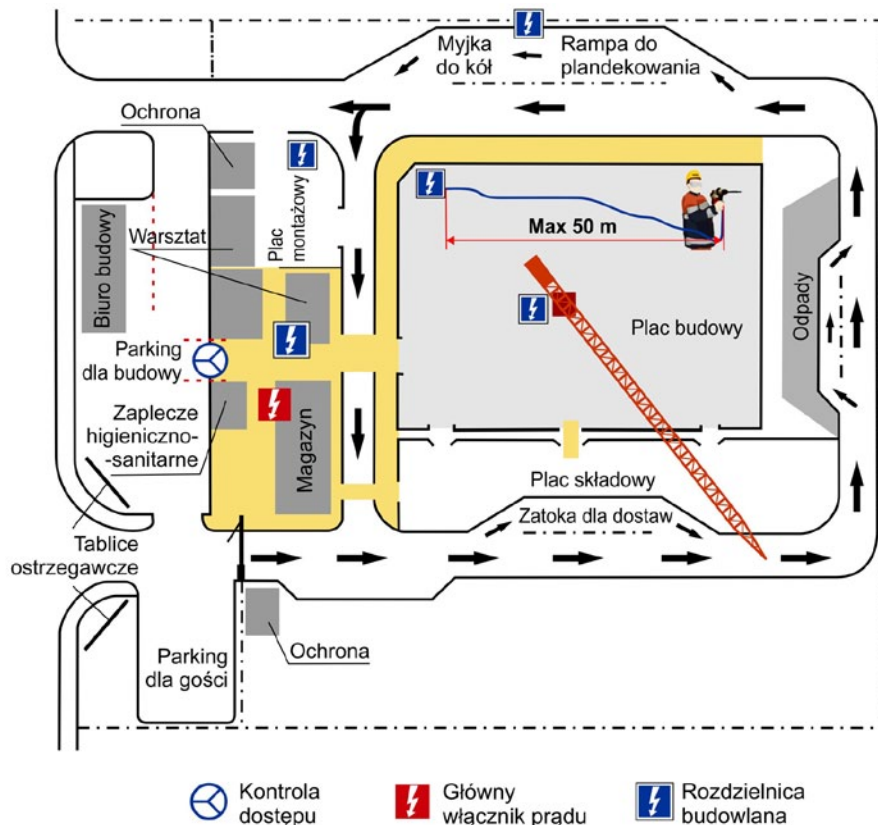 Myjka
do kół
Rampa do
plandekowania
Ochrona
Plac
montażowy
Max 50 m
Warsztat
Biuro budowy
Odpady
Plac budowy
Parking
dla budowy
Zaplecze
higieniczno-
-sanitarne
Magazyn
Plac składowy
Zatoka dla dostaw
Tablice
ostrzegawcze
Ochrona
Parking
dla gości
Kontrola
dostępu
Główny
włącznik prądu
Rozdzielnica
budowlana